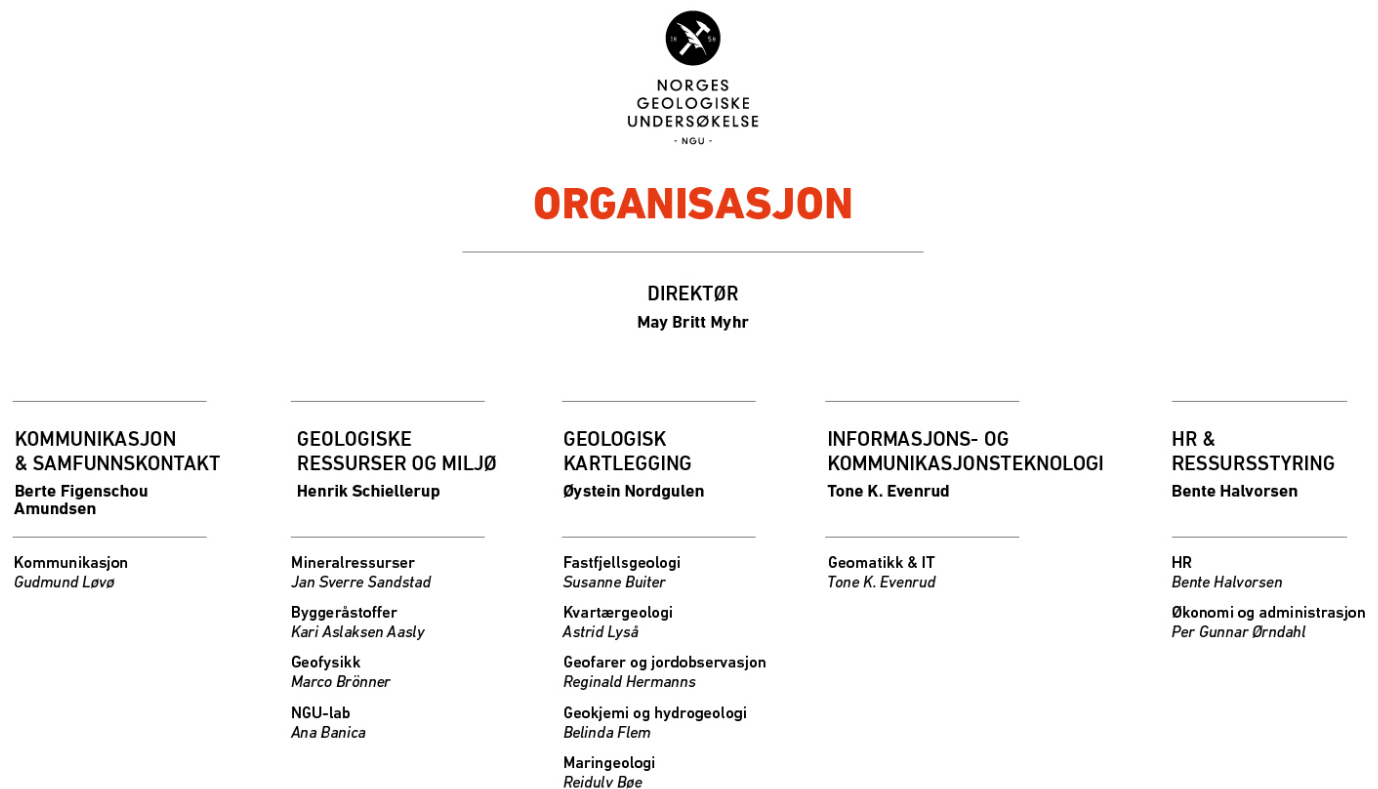 18 50
NORGES
GEOLOGISKE
UNDERSØKELSE
- NGU -
ORGANISASJON
DIREKTØR
May Britt Myhr
KOMMUNIKASJON
& SAMFUNNSKONTAKT
Berte Figenschou
Amundsen
Kommunikasjon
Gudmund Løvø
GEOLOGISKE
RESSURSER OG MILJØ
Henrik Schiellerup
Mineralressurser
Jan Sverre Sandstad
Byggeråstoffer
Kari Aslaksen Aasly
Geofysikk
Marco Brönner
NGU-lab
Ana Banica
GEOLOGISK
KARTLEGGING
Øystein Nordgulen
Fastfjellsgeologi
Susanne Buiter
Kvartærgeologi
Astrid Lyså
Geofarer og jordobservasjon
Reginald Hermanns
Geokjemi og hydrogeologi
Belinda Flem
Maringeologi
Reidulv Bøe
INFORMASJONS- OG
KOMMUNIKASJONSTEKNOLOGI
Tone K. Evenrud
Geomatikk & IT
Tone K. Evenrud
HR &
RESSURSSTYRING
Bente Halvorsen
HR
Bente Halvorsen
Økonomi og administrasjon
Per Gunnar Ørndahl